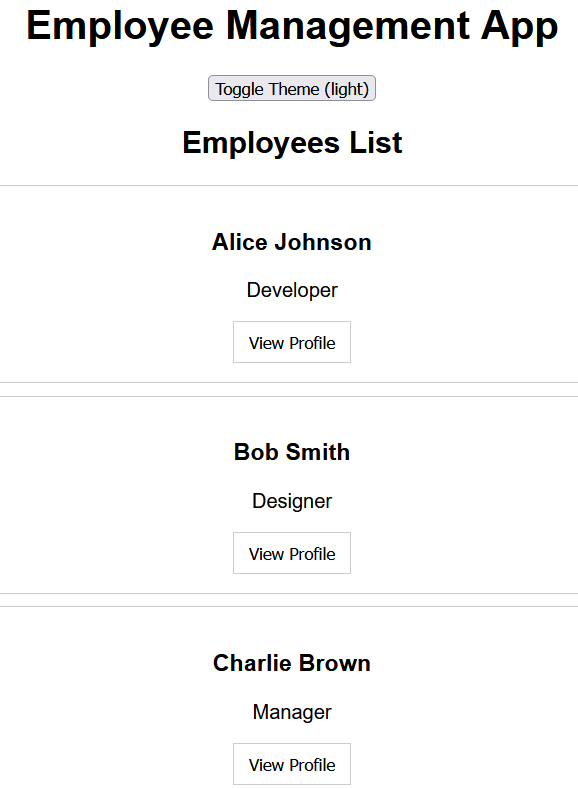 Employee Management App
Toggle Theme (light)
Employees List
Alice Johnson
Developer
View Profile
Bob Smith
Designer
View Profile
Charlie Brown
Manager
View Profile